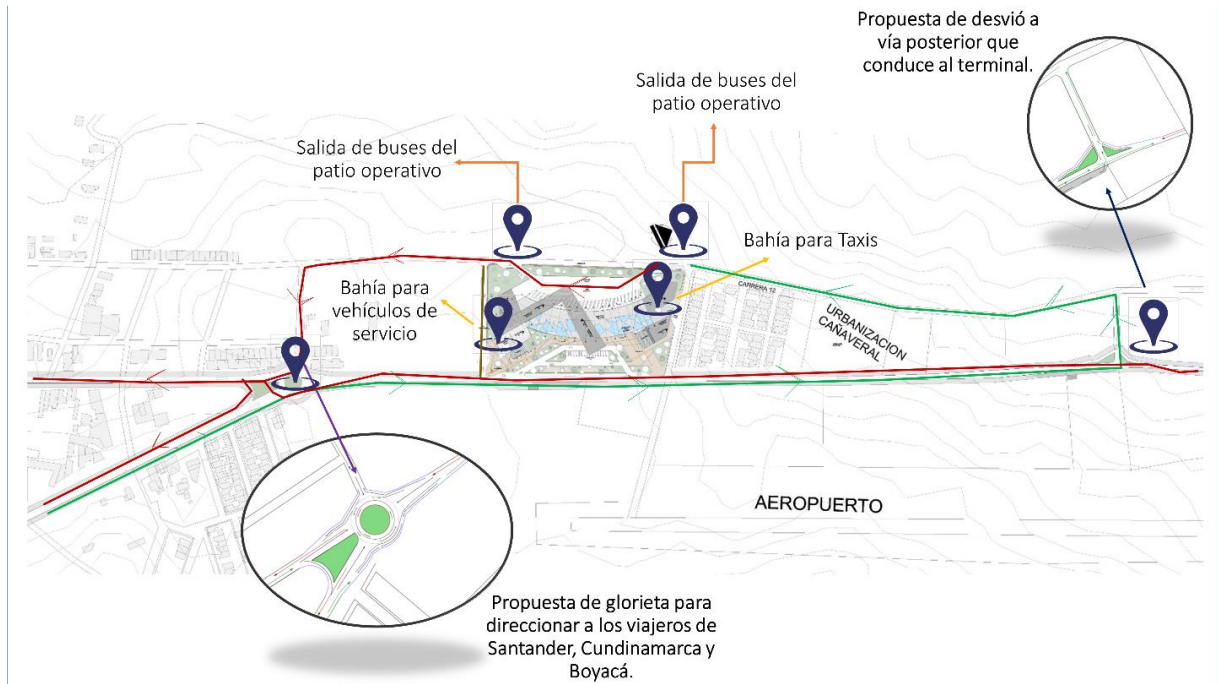 Propuesta de desvió a
vía posterior que
conduce al terminal.
Salida de buses del
patio operativo
Salida de buses del
patio operativo
Bahía para Taxis
Bahía para
vehículos de
servicio
CARRERA 12
URBANIZACION
CAÑAVERAL
AEROPUERTO
Propuesta de glorieta para
direccionar a los viajeros de
Santander, Cundinamarca y
Boyacá.